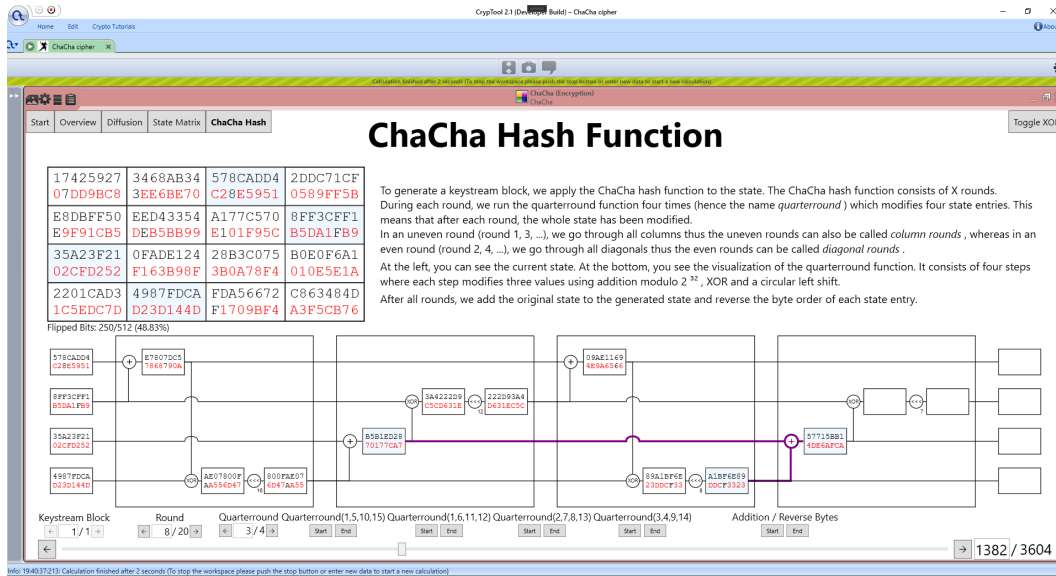 CrypTool 2.1 (Developer Build) – ChaCha cipher
Home Edit Crypto Tutorials
ChaCha cipher
Calculation finished after 2 seconds (To stop the workspace please push the stop button or enter new data to start a new calculation)
ChaCha (Encryption)
ChaCha
Start Overview Diffusion State Matrix ChaCha Hash
Toggle XOR
ChaCha Hash Function
17425927 3468AB34 578CADD4 2DDC71CF
07DD9BC8 3EE6BE70 C28E5951 0589FF5B
E8DBFF50 EED43354 A177C570 8FF3CFF1
E9F91CB5 DEB5BB99 E101F95C B5DA1FB9
35A23F21 0FADE124 28B3C075 B0E0F6A1
02CFD252 F163B98F 3B0A78F4 010E5E1A
2201CAD3 4987FDCA FDA56672 C863484D
1C5EDC7D D23D144D F1709BF4 A3F5CB76
Flipped Bits: 250/512 (48.83%)
To generate a keystream block, we apply the ChaCha hash function to the state. The ChaCha hash function consists of X rounds.
During each round, we run the quarterround function four times (hence the name quarterround ) which modifies four state entries. This
means that after each round, the whole state has been modified.
In an uneven round (round 1, 3, ...), we go through all columns thus the uneven rounds can also be called column rounds , whereas in an
even round (round 2, 4, ...), we go through all diagonals thus the even rounds can be called diagonal rounds .
At the left, you can see the current state. At the bottom, you see the visualization of the quarterround function. It consists of four steps
where each step modifies three values using addition modulo 2 32 , XOR and a circular left shift.
After all rounds, we add the original state to the generated state and reverse the byte order of each state entry.
578CADD4 + E7807DC5 + 09AE1169
C28E5951 7868790A 4E9A6566
8FF3CFF1 XOR 3A4222D9 <<< 222D93A4 XOR <<<
B5DA1FB9 C5CD631E 12 D631EC5C 7
35A23F21 + B5B1ED28 + 57715BB1
02CFD252 70177CA7 4DE6AFCA
4987FDCA XOR AE07800F <<< 800FAE07 XOR 89A1BF6E <<< A1BF6E89
D23D144D AA556D47 16 6D47AA55 23DDCF33 8 DDCF3323
Keystream Block Round Quarterround Quarterround(1,5,10,15) Quarterround(1,6,11,12) Quarterround(2,7,8,13) Quarterround(3,4,9,14) Addition / Reverse Bytes
← 1/1 → ← 8/20 → ← 3/4 → Start End Start End Start End Start End Start End
← → 1382 / 3604
Info: 19:40:37:213: Calculation finished after 2 seconds (To stop the workspace please push the stop button or enter new data to start a new calculation)